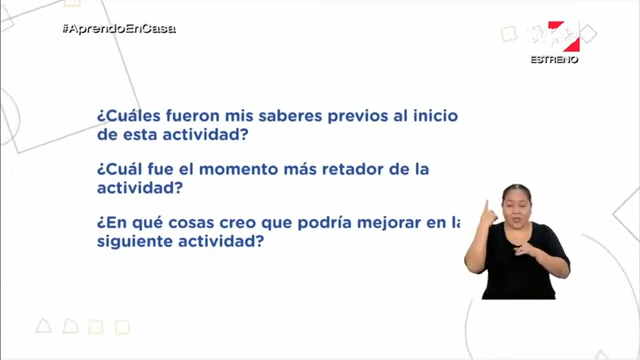 #AprendoEnCasa
ESTRENO
¿Cuáles fueron mis saberes previos al inicio
de esta actividad?
¿Cuál fue el momento más retador de la
actividad?
¿En qué cosas creo que podría mejorar en la
siguiente actividad?